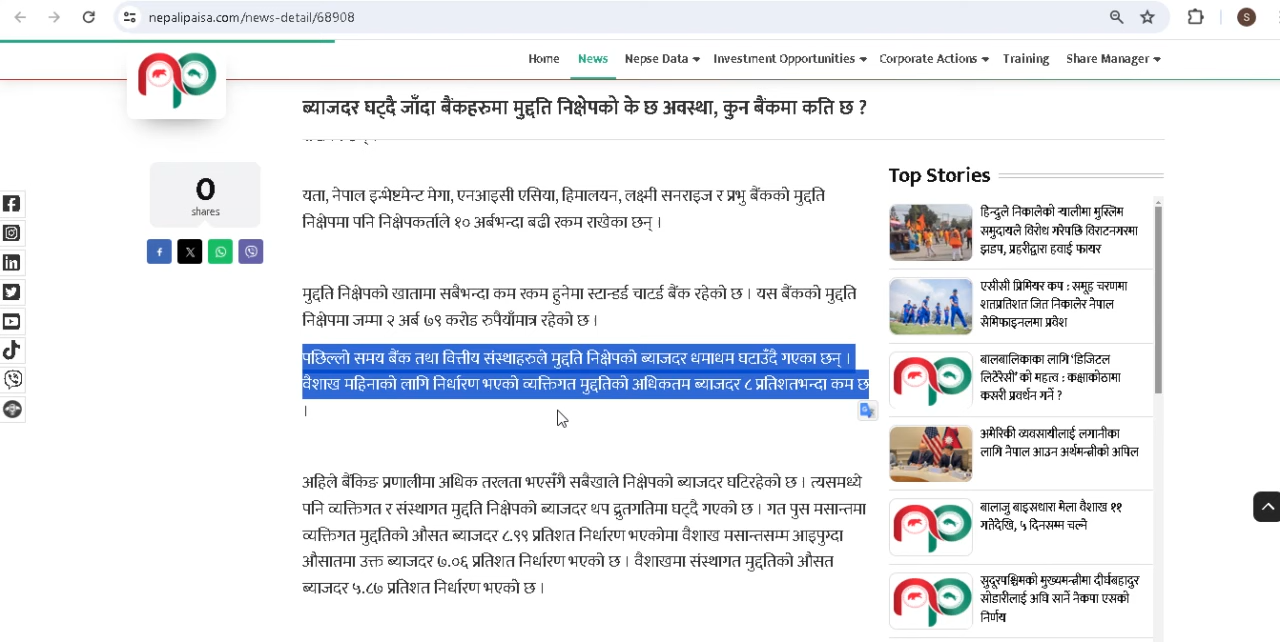 nepalipaisa.com/news-detail/68908
S
Home News Nepse Data Investment Opportunities Corporate Actions Training Share Manager
ब्याजदर घट्दै जाँदा बैंकहरुमा मुद्दति निक्षेपको के छ अवस्था, कुन बैंकमा कति छ ?
0
shares
यता, नेपाल इन्भेष्टमेन्ट मेगा, एनआइसी एसिया, हिमालयन, लक्ष्मी सनराइज र प्रभु बैंकको मुद्दति
निक्षेपमा पनि निक्षेपकर्ताले १० अर्बभन्दा बढी रकम राखेका छन् ।
मुद्दति निक्षेपको खातामा सबैभन्दा कम रकम हुनेमा स्टान्डर्ड चाटर्ड बैंक रहेको छ । यस बैंकको मुद्दति
निक्षेपमा जम्मा २ अर्ब ७९ करोड रुपैयाँमात्र रहेको छ ।
पछिल्लो समय बैंक तथा वित्तीय संस्थाहरुले मुद्दति निक्षेपको ब्याजदर धमाधम घटाउँदै गएका छन् ।
वैशाख महिनाको लागि निर्धारण भएको व्यक्तिगत मुद्दतिको अधिकतम ब्याजदर ८ प्रतिशतभन्दा कम छ
।
अहिले बैंकिङ प्रणालीमा अधिक तरलता भएसँगै सबैखाले निक्षेपको ब्याजदर घटिरहेको छ । त्यसमध्ये
पनि व्यक्तिगत र संस्थागत मुद्दति निक्षेपको ब्याजदर थप द्रुतगतिमा घट्दै गएको छ । गत पुस मसान्तमा
व्यक्तिगत मुद्दतिको औसत ब्याजदर ८.९९ प्रतिशत निर्धारण भएकोमा वैशाख मसान्तसम्म आइपुग्दा
औसातमा उक्त ब्याजदर ७.०६ प्रतिशत निर्धारण भएको छ । वैशाखमा संस्थागत मुद्दतिको औसत
ब्याजदर ५.८७ प्रतिशत निर्धारण भएको छ ।
Top Stories
हिन्दुले निकालेको र्‍यालीमा मुस्लिम
समुदायले विरोध गरेपछि विराटनगरमा
झडप, प्रहरीद्वारा हवाई फायर
एसीसी प्रिमियर कप : समूह चरणमा
शतप्रतिशत जित निकालेर नेपाल
सेमिफाइनलमा प्रवेश
बालबालिकाका लागि 'डिजिटल
लिटेरेसी' को महत्व : कक्षाकोठामा
कसरी प्रवर्धन गर्ने ?
अमेरिकी व्यवसायीलाई लगानीका
लागि नेपाल आउन अर्थमन्त्रीको अपिल
बालाजु बाइसधारा मेला वैशाख ११
गतेदेखि, ५ दिनसम्म चल्ने
सुदूरपश्चिमको मुख्यमन्त्रीमा दीर्घबहादुर
सोडारीलाई अघि सार्ने नेकपा एसको
निर्णय